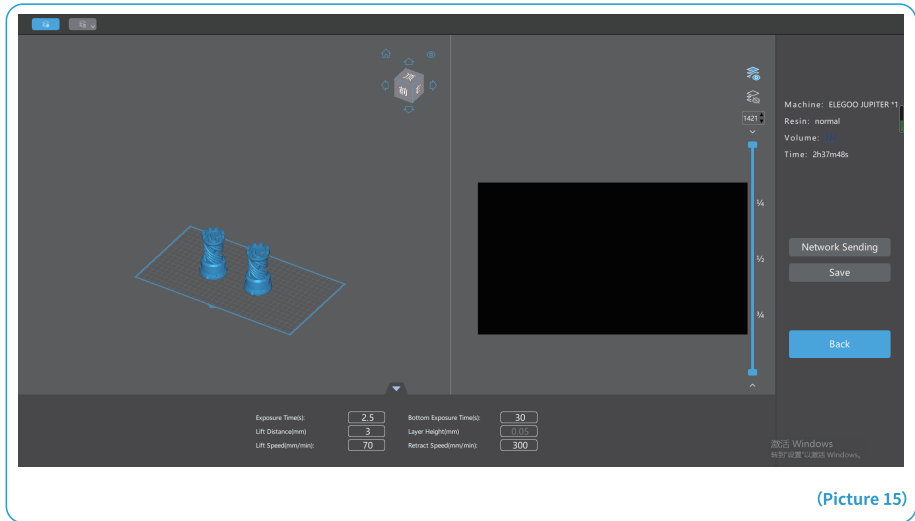 1421
Machine: ELEGOO JUPITER *1
Resin: normal
Volume:
Time: 2h37m48s
¼
½
¾
Network Sending
Save
Back
Exposure Time(s): 2.5 Bottom Exposure Time(s): 30
Lift Distance(mm) 3 Layer Height(mm) 0.05
Lift Speed(mm/min): 70 Retract Speed(mm/min): 300
激活 Windows
转到"设置"以激活 Windows。
(Picture 15)